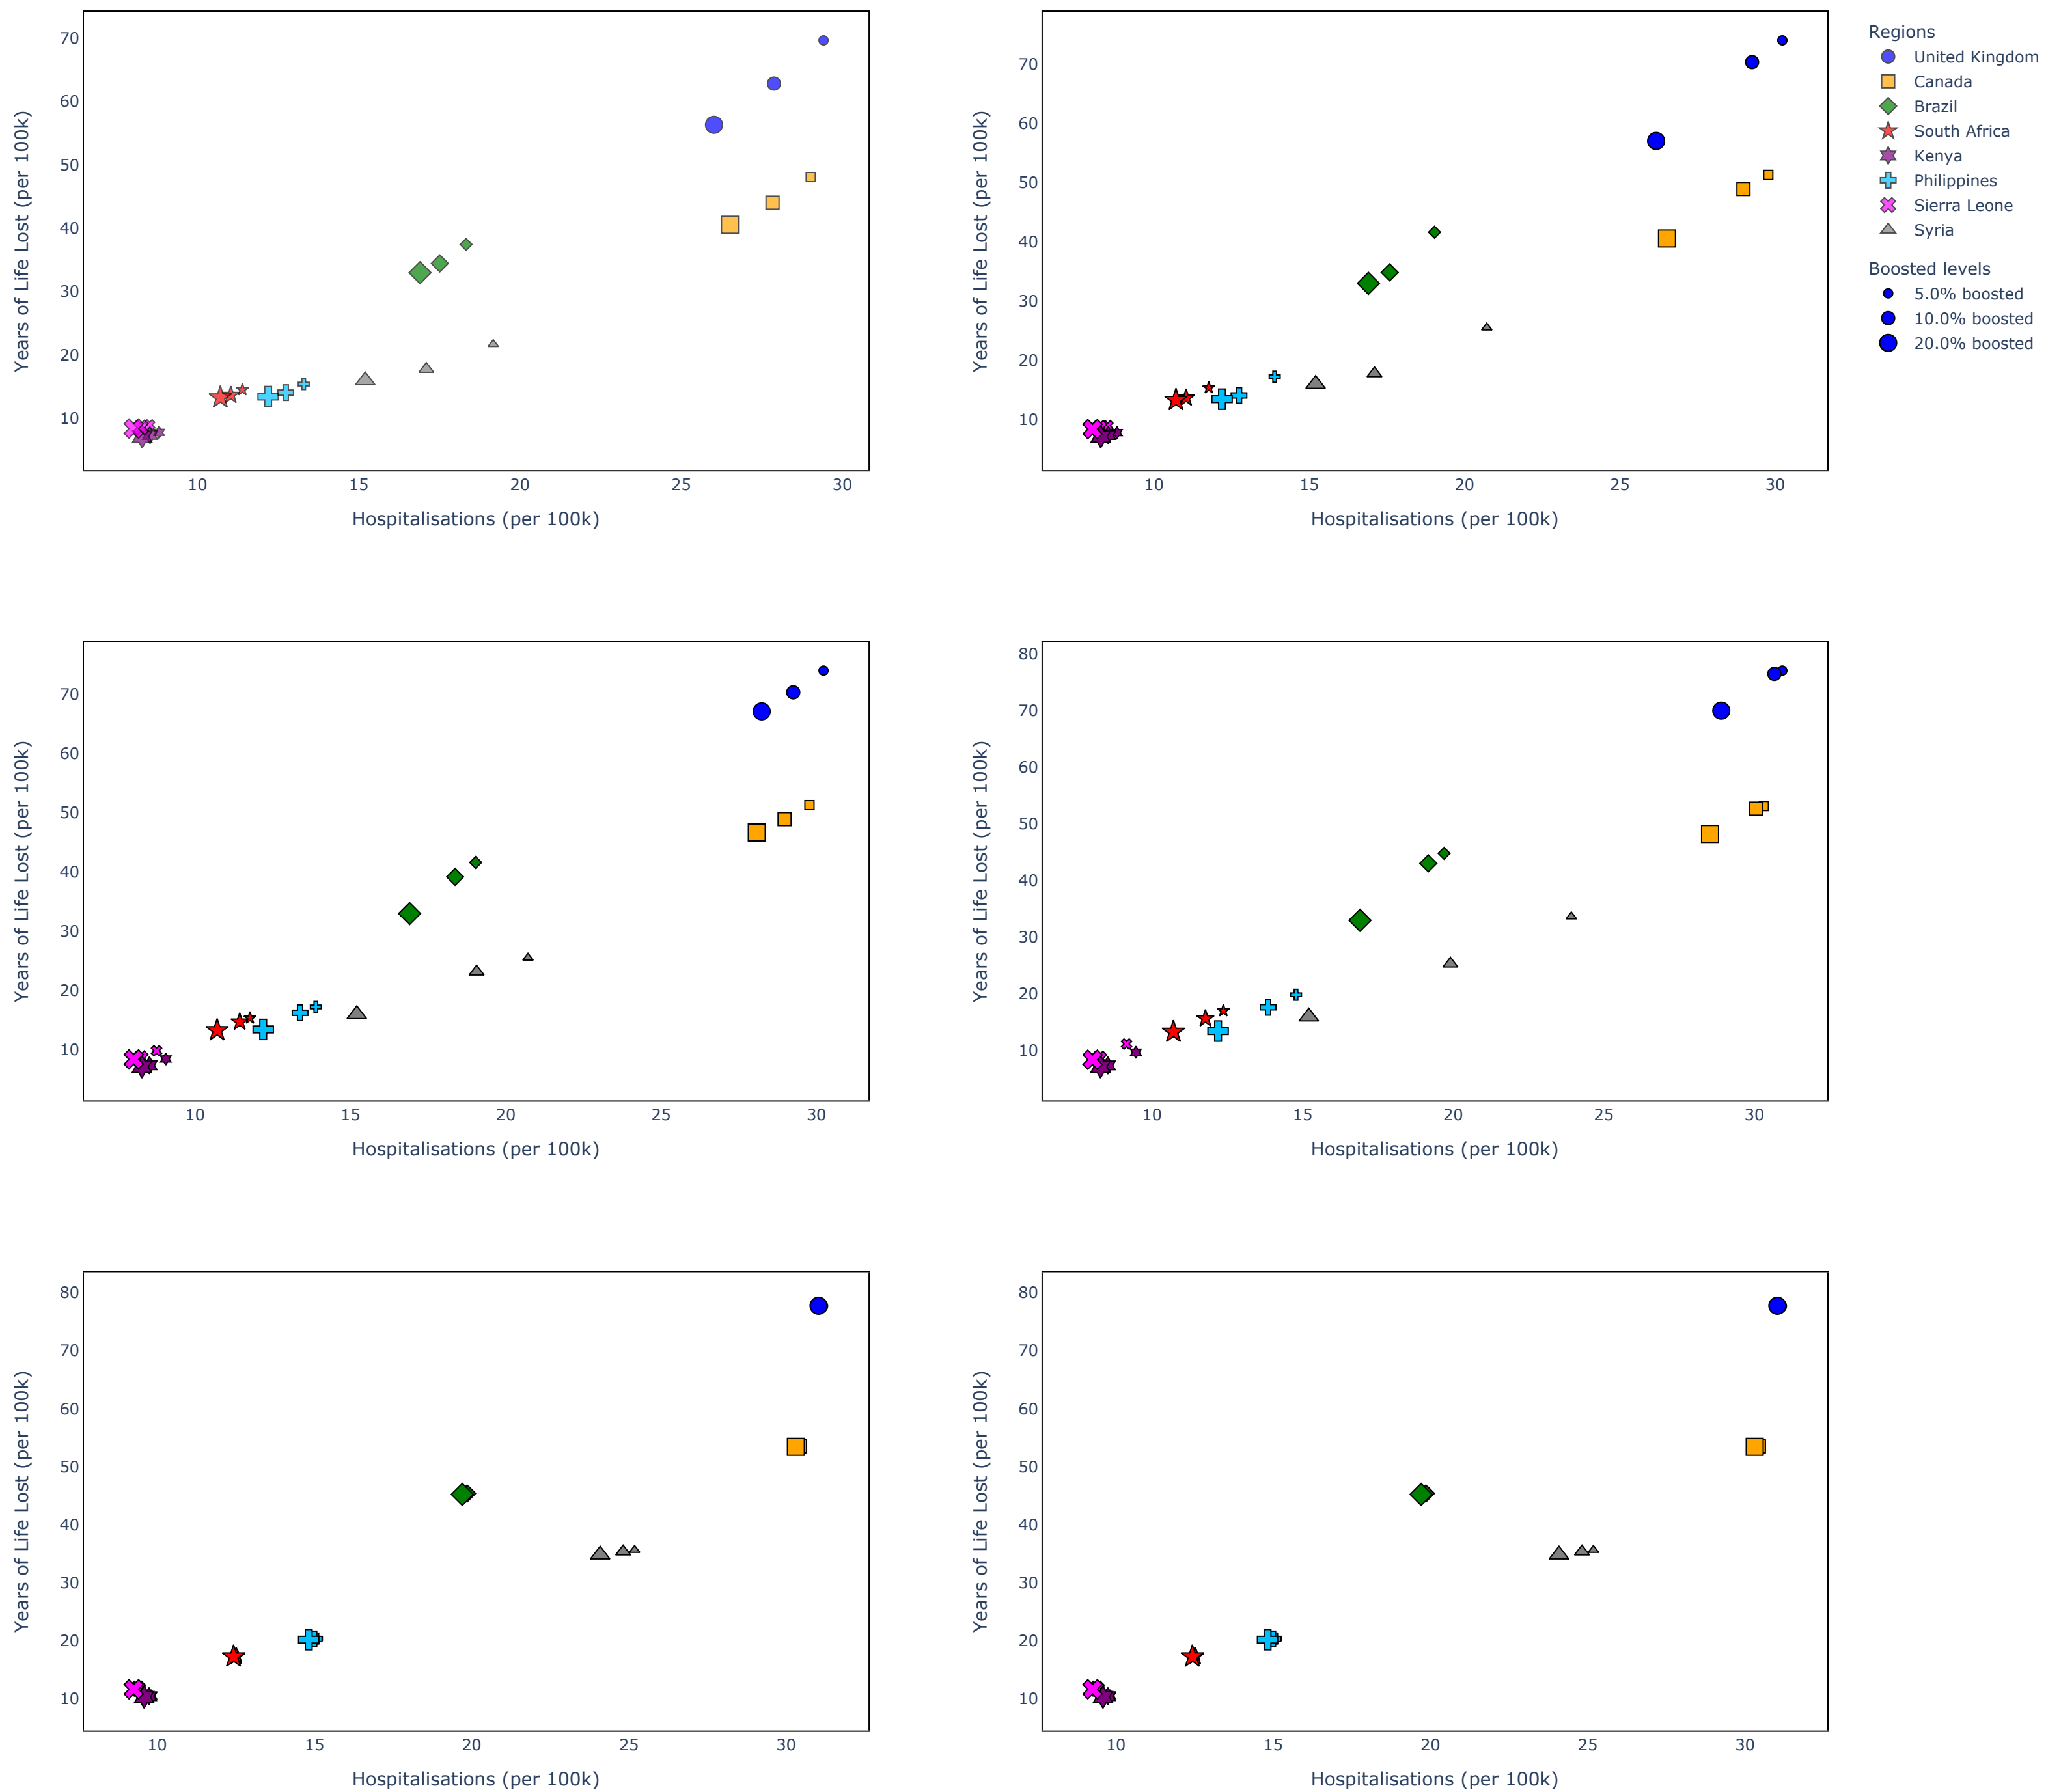 70
60
50
40
30
20
10
Years of Life Lost (per 100k)
10 15 20 25 30
Hospitalisations (per 100k)
70
60
50
40
30
20
10
Years of Life Lost (per 100k)
10 15 20 25 30
Hospitalisations (per 100k)
Regions
United Kingdom
Canada
Brazil
South Africa
Kenya
Philippines
Sierra Leone
Syria
Boosted levels
5.0% boosted
10.0% boosted
20.0% boosted
70
60
50
40
30
20
10
Years of Life Lost (per 100k)
10 15 20 25 30
Hospitalisations (per 100k)
80
70
60
50
40
30
20
10
Years of Life Lost (per 100k)
10 15 20 25 30
Hospitalisations (per 100k)
80
70
60
50
40
30
20
10
Years of Life Lost (per 100k)
10 15 20 25 30
Hospitalisations (per 100k)
80
70
60
50
40
30
20
10
Years of Life Lost (per 100k)
10 15 20 25 30
Hospitalisations (per 100k)